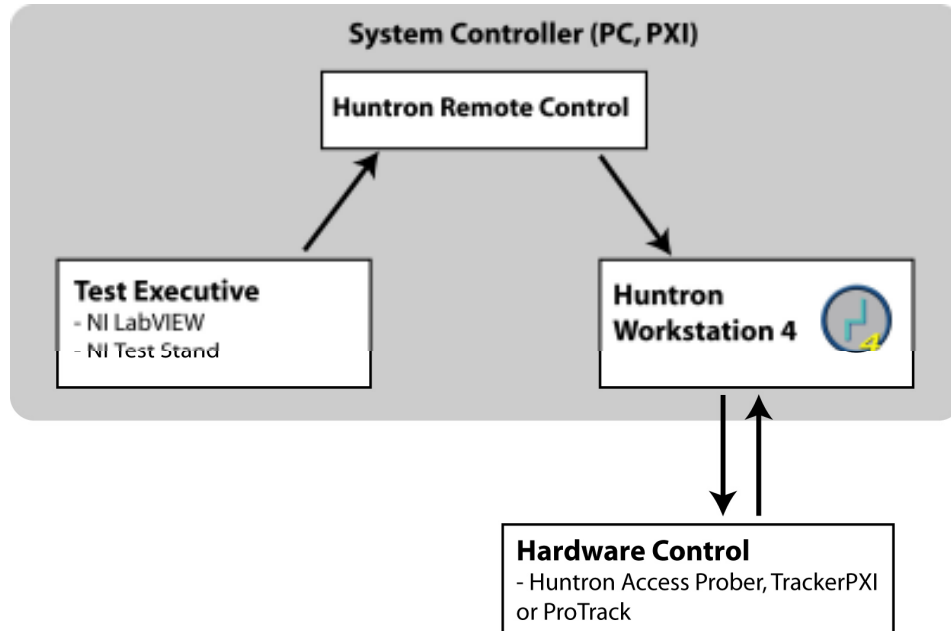 System Controller (PC, PXI)
Huntron Remote Control
Test Executive
- NI LabVIEW
- NI Test Stand
Huntron
Workstation 4
4
Hardware Control
- Huntron Access Prober, TrackerPXI
or ProTrack